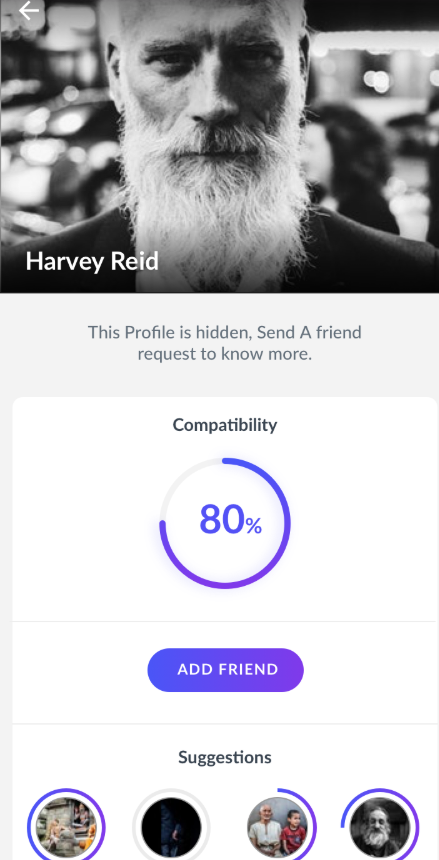 Harvey Reid
This Profile is hidden, Send A friend
request to know more.
Compatibility
80%
ADD FRIEND
Suggestions